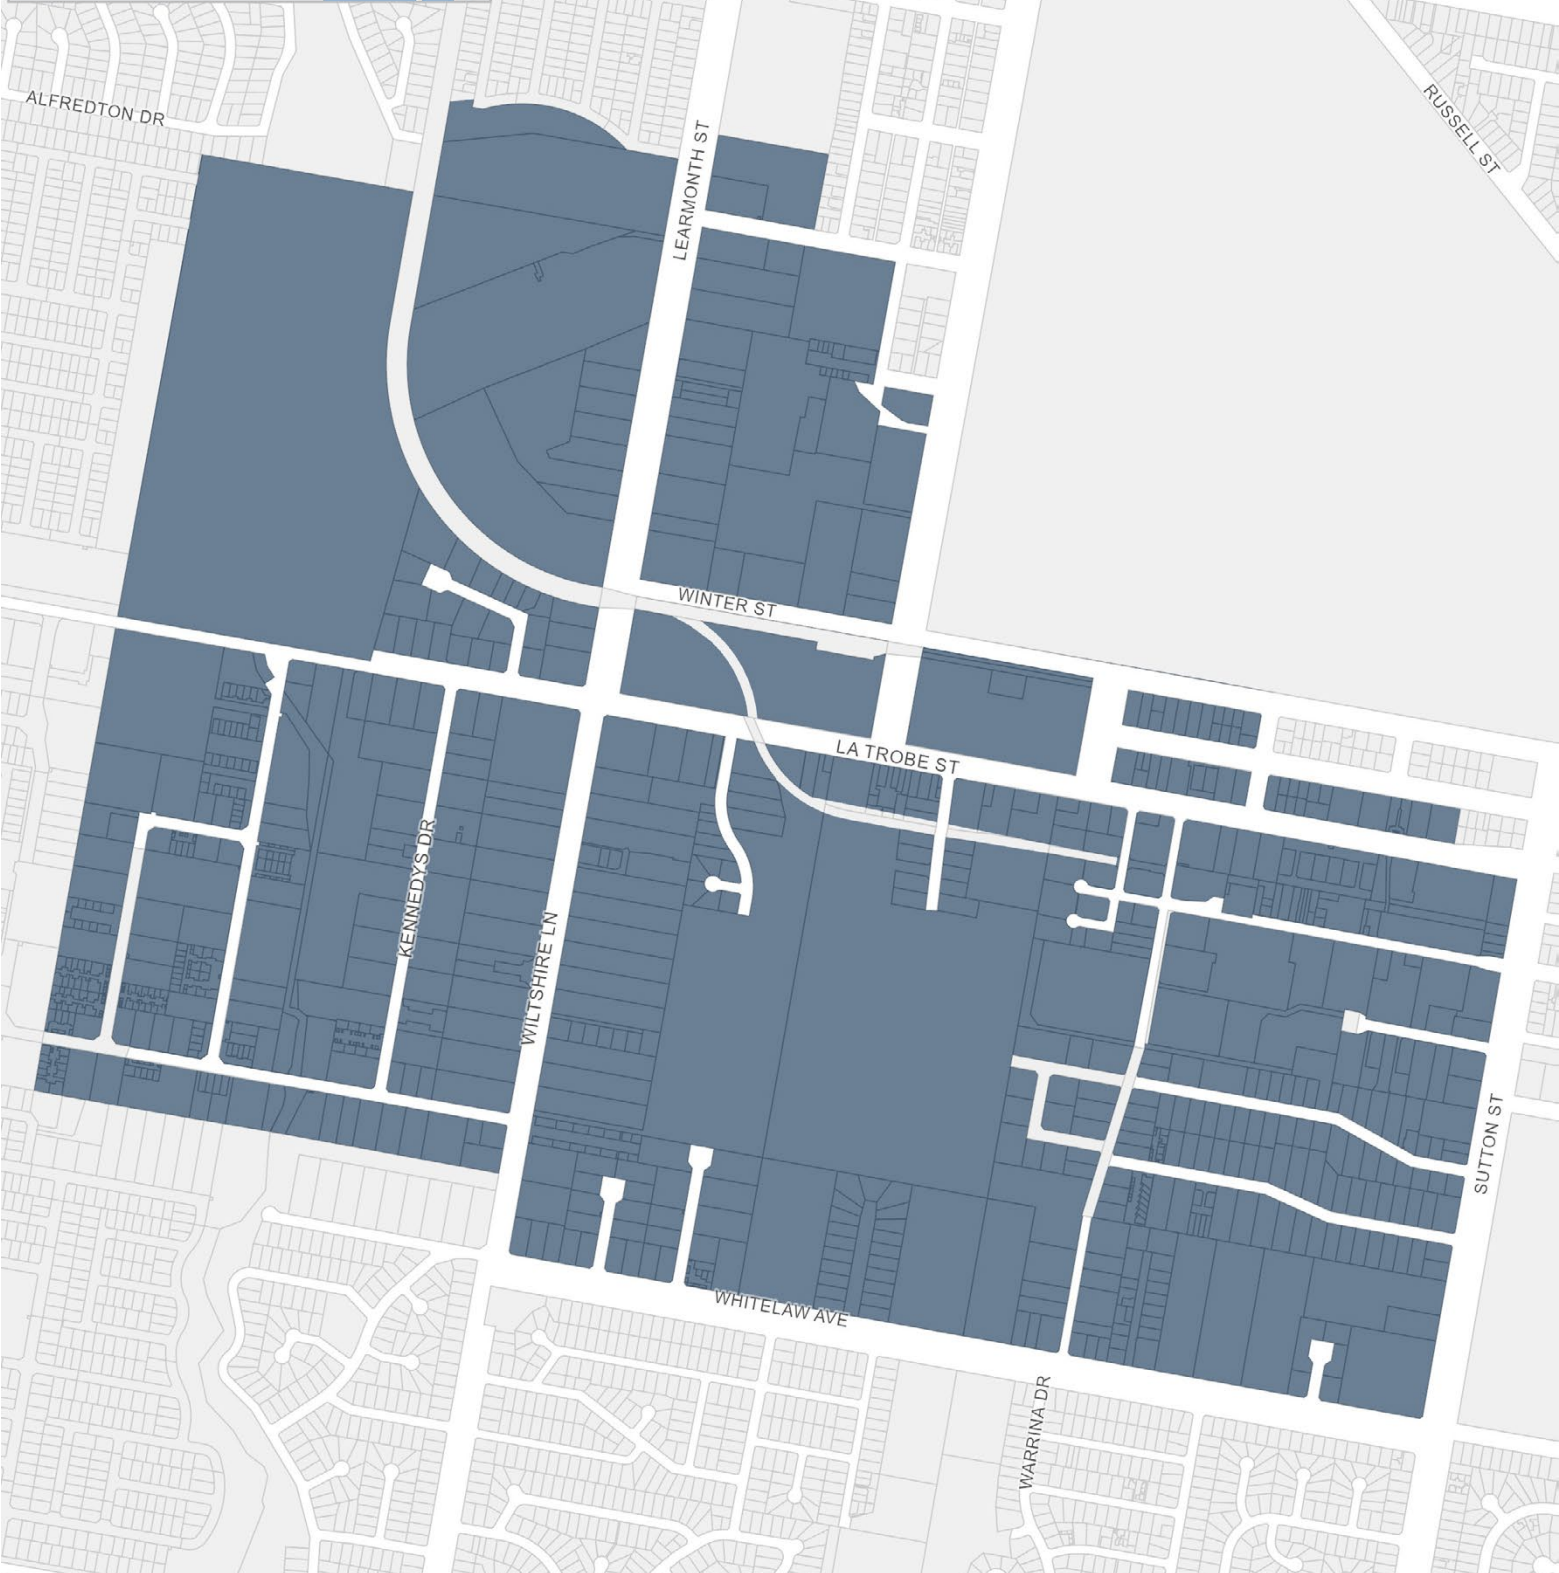 ALFREDTON DR
RUSSELL ST
LEARMONTH ST
WINTER ST
LA TROBE ST
KENNEDYS DR
WILTSHIRE LN
SUTTON ST
WHITELAW AVE
WARRINA DR